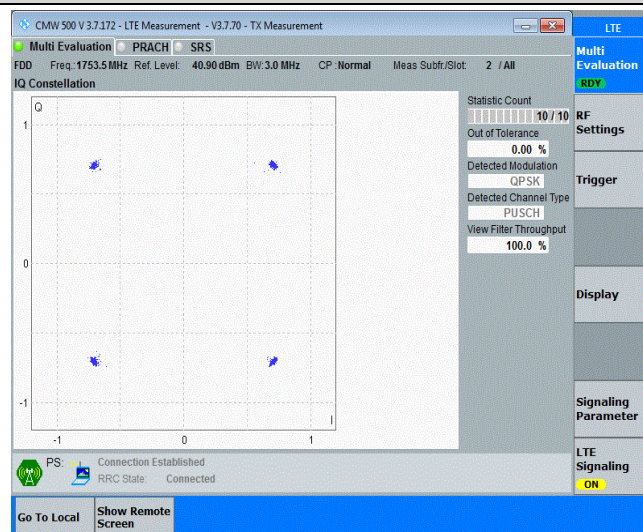 CMW 500 V 3.7.172 - LTE Measurement - V3.7.70 - TX Measurement
LTE
Multi Evaluation PRACH SRS
FDD Freq.:1753.5 MHz Ref. Level: 40.90 dBm BW:3.0 MHz CP :Normal Meas Subfr./Slot: 2 / All
IQ Constellation
Q
1
0
-1
-1 0 1
I
Statistic Count
10 / 10
Out of Tolerance
0.00 %
Detected Modulation
QPSK
Detected Channel Type
PUSCH
View Filter Throughput
100.0 %
Multi
Evaluation
RDY
RF
Settings
Trigger
Display
Signaling
Parameter
LTE
Signaling
ON
PS: Connection Established
RRC State: Connected
Go To Local
Show Remote
Screen